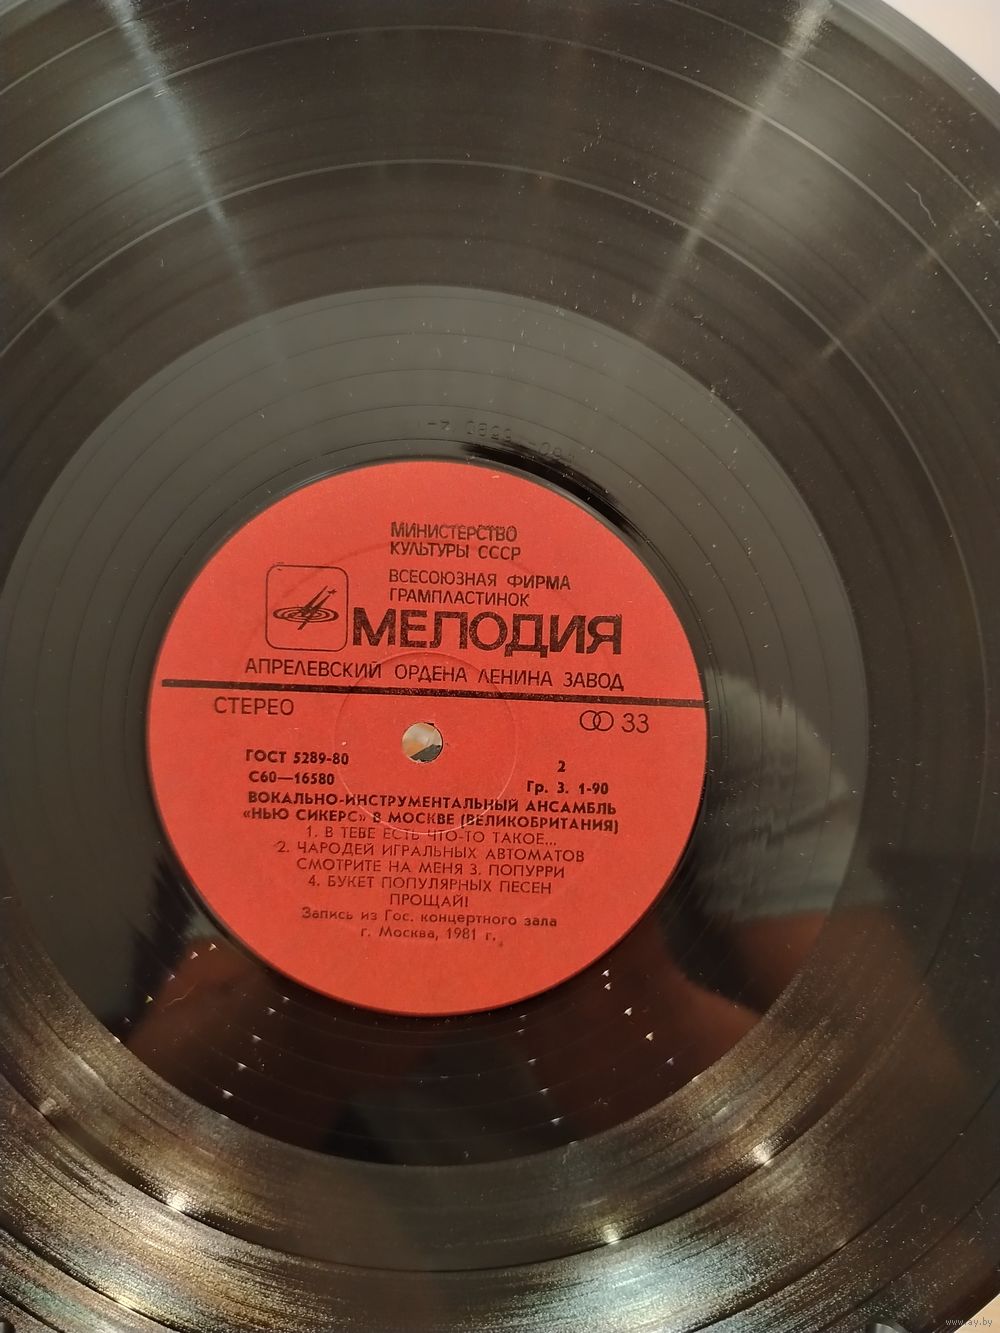 МИНИСТЕРСТВО
КУЛЬТУРЫ СССР
ВСЕСОЮЗНАЯ ФИРМА
ГРАМПЛАСТИНОК
МЕЛОДИЯ
АПРЕЛЕВСКИЙ ОРДЕНА ЛЕНИНА ЗАВОД
СТЕРЕО
33
ГОСТ 5289-80
2
С60—16580
Гр. 3. 1-90
ВОКАЛЬНО-ИНСТРУМЕНТАЛЬНЫЙ АНСАМБЛЬ
«НЬЮ СИКЕРС» В МОСКВЕ (ВЕЛИКОБРИТАНИЯ)
1. В ТЕБЕ ЕСТЬ ЧТО-ТО ТАКОЕ...
2. ЧАРОДЕЙ ИГРАЛЬНЫХ АВТОМАТОВ
СМОТРИТЕ НА МЕНЯ 3. ПОПУРРИ
4. БУКЕТ ПОПУЛЯРНЫХ ПЕСЕН
ПРОЩАЙ!
Запись из Гос. концертного зала
г. Москва, 1981 г.
www.ay.by